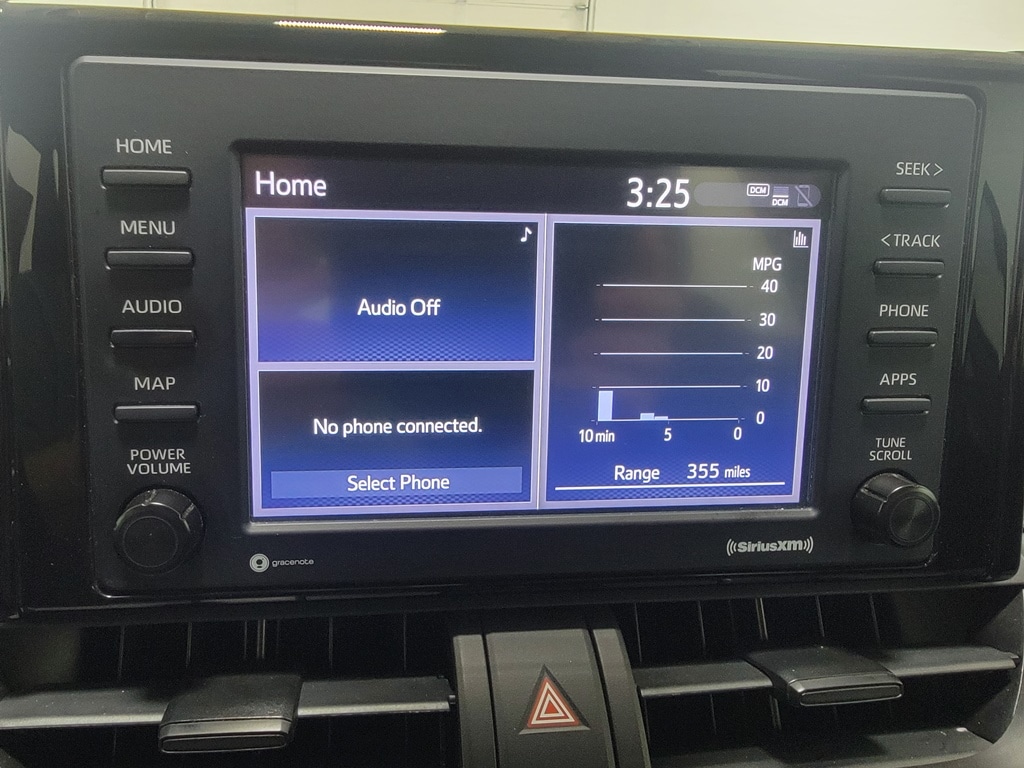 HOME
MENU
AUDIO
MAP
POWER
VOLUME
Home
3:25
DCM
DCM
Audio Off
No phone connected.
Select Phone
MPG
40
30
20
10
0
10 min 5 0
Range 355 miles
SEEK >
< TRACK
PHONE
APPS
TUNE
SCROLL
gracenote
((SiriusXM))